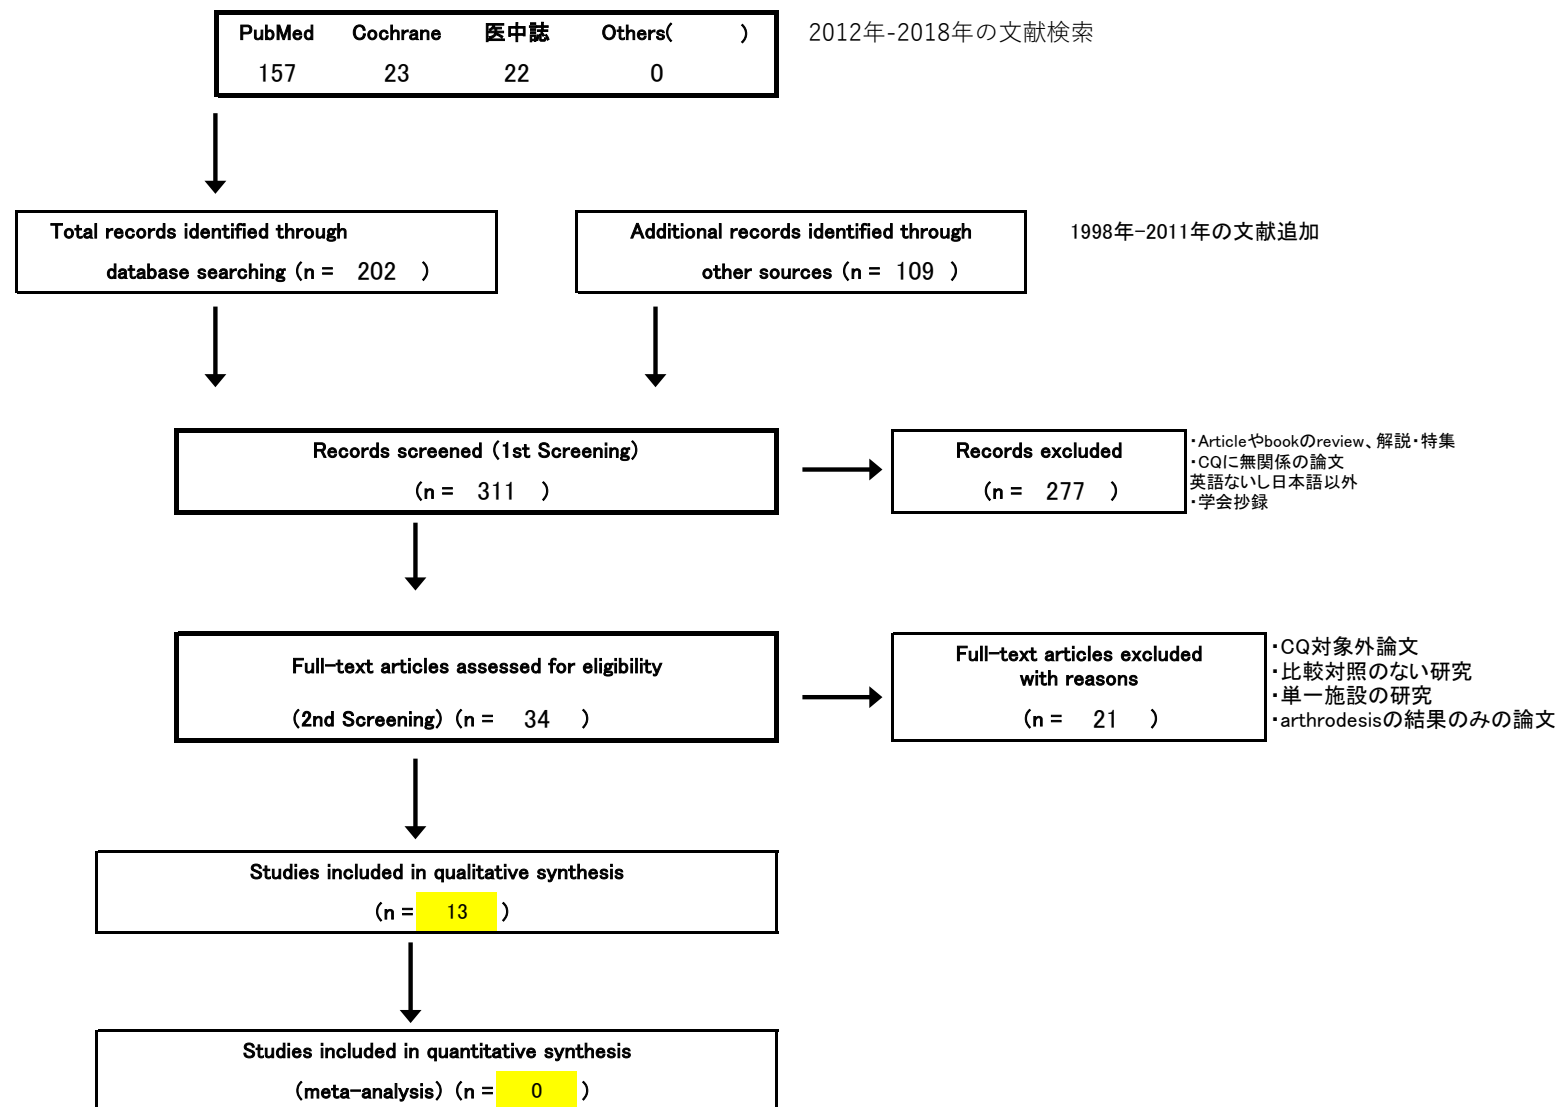 PubMed Cochrane 医中誌 Others( ) 2012年-2018年の文献検索
157 23 22 0
Total records identified through
database searching (n = 202 )
Additional records identified through
other sources (n = 109 )
1998年-2011年の文献追加
Records screened (1st Screening)
(n = 311 )
Records excluded
(n = 277 )
・Articleやbookのreview、解説・特集
・CQに無関係の論文
英語ないし日本語以外
・学会抄録
Full-text articles assessed for eligibility
(2nd Screening) (n = 34 )
Full-text articles excluded
with reasons
(n = 21 )
・CQ対象外論文
・比較対照のない研究
・単一施設の研究
・arthrodesisの結果のみの論文
Studies included in qualitative synthesis
(n = 13 )
Studies included in quantitative synthesis
(meta-analysis) (n = 0 )